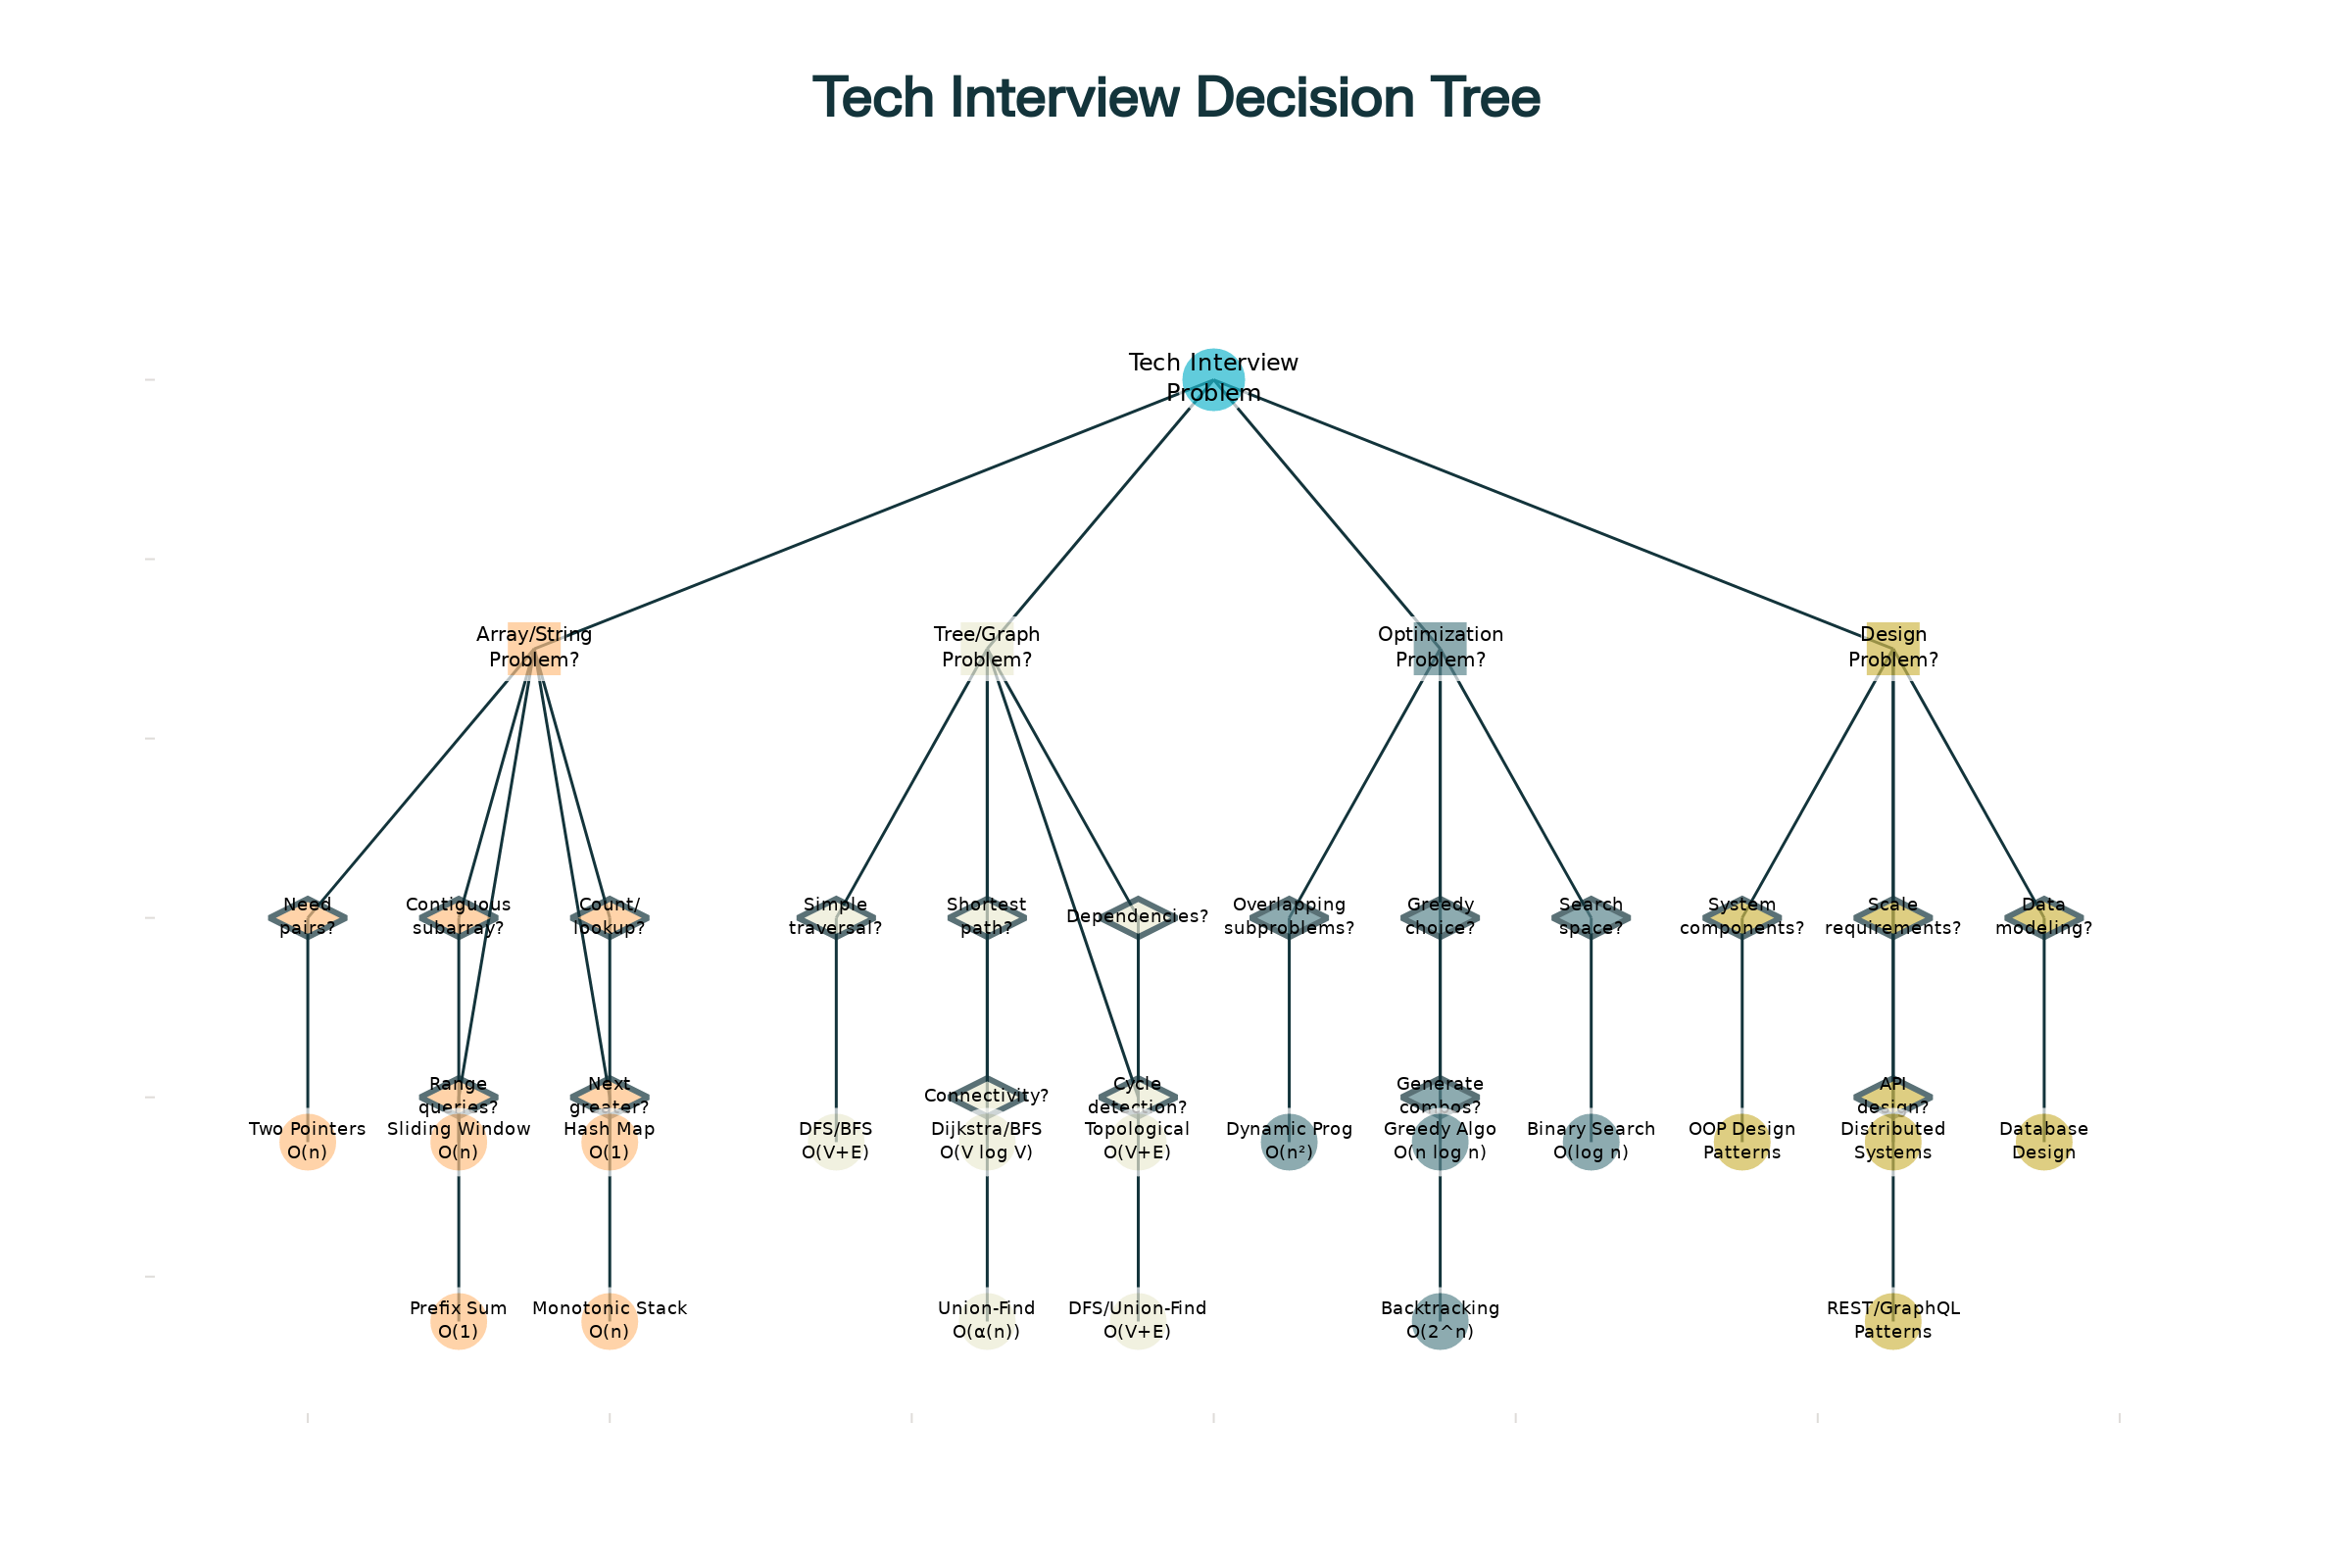 Tech Interview Decision Tree
Tech Interview
Problem
Array/String
Problem?
Tree/Graph
Problem?
Optimization
Problem?
Design
Problem?
Need
pairs?
Contiguous
subarray?
Count/
lookup?
Simple
traversal?
Shortest
path?
Dependencies?
Overlapping
subproblems?
Greedy
choice?
Search
space?
System
components?
Scale
requirements?
Data
modeling?
Range
queries?
Next
greater?
Connectivity?
Cycle
detection?
Generate
combos?
API
design?
Two Pointers
O(n)
Sliding Window
O(n)
Hash Map
O(1)
DFS/BFS
O(V+E)
Dijkstra/BFS
O(V log V)
Topological
O(V+E)
Dynamic Prog
O(n²)
Greedy Algo
O(n log n)
Binary Search
O(log n)
OOP Design
Patterns
Distributed
Systems
Database
Design
Prefix Sum
O(1)
Monotonic Stack
O(n)
Union-Find
O(α(n))
DFS/Union-Find
O(V+E)
Backtracking
O(2^n)
REST/GraphQL
Patterns